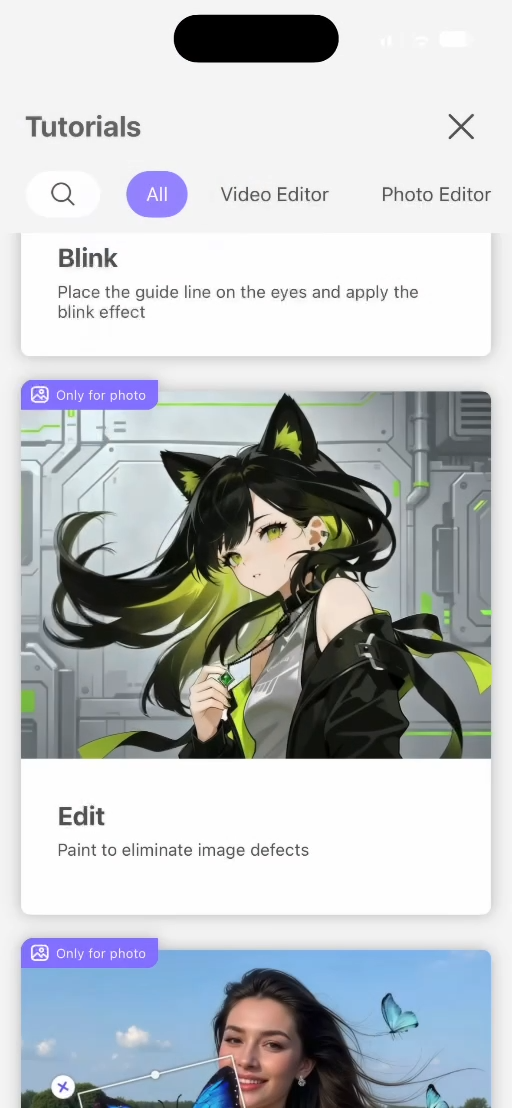 Tutorials
All
Video Editor
Photo Editor
Blink
Place the guide line on the eyes and apply the
blink effect
Only for photo
Edit
Paint to eliminate image defects
Only for photo